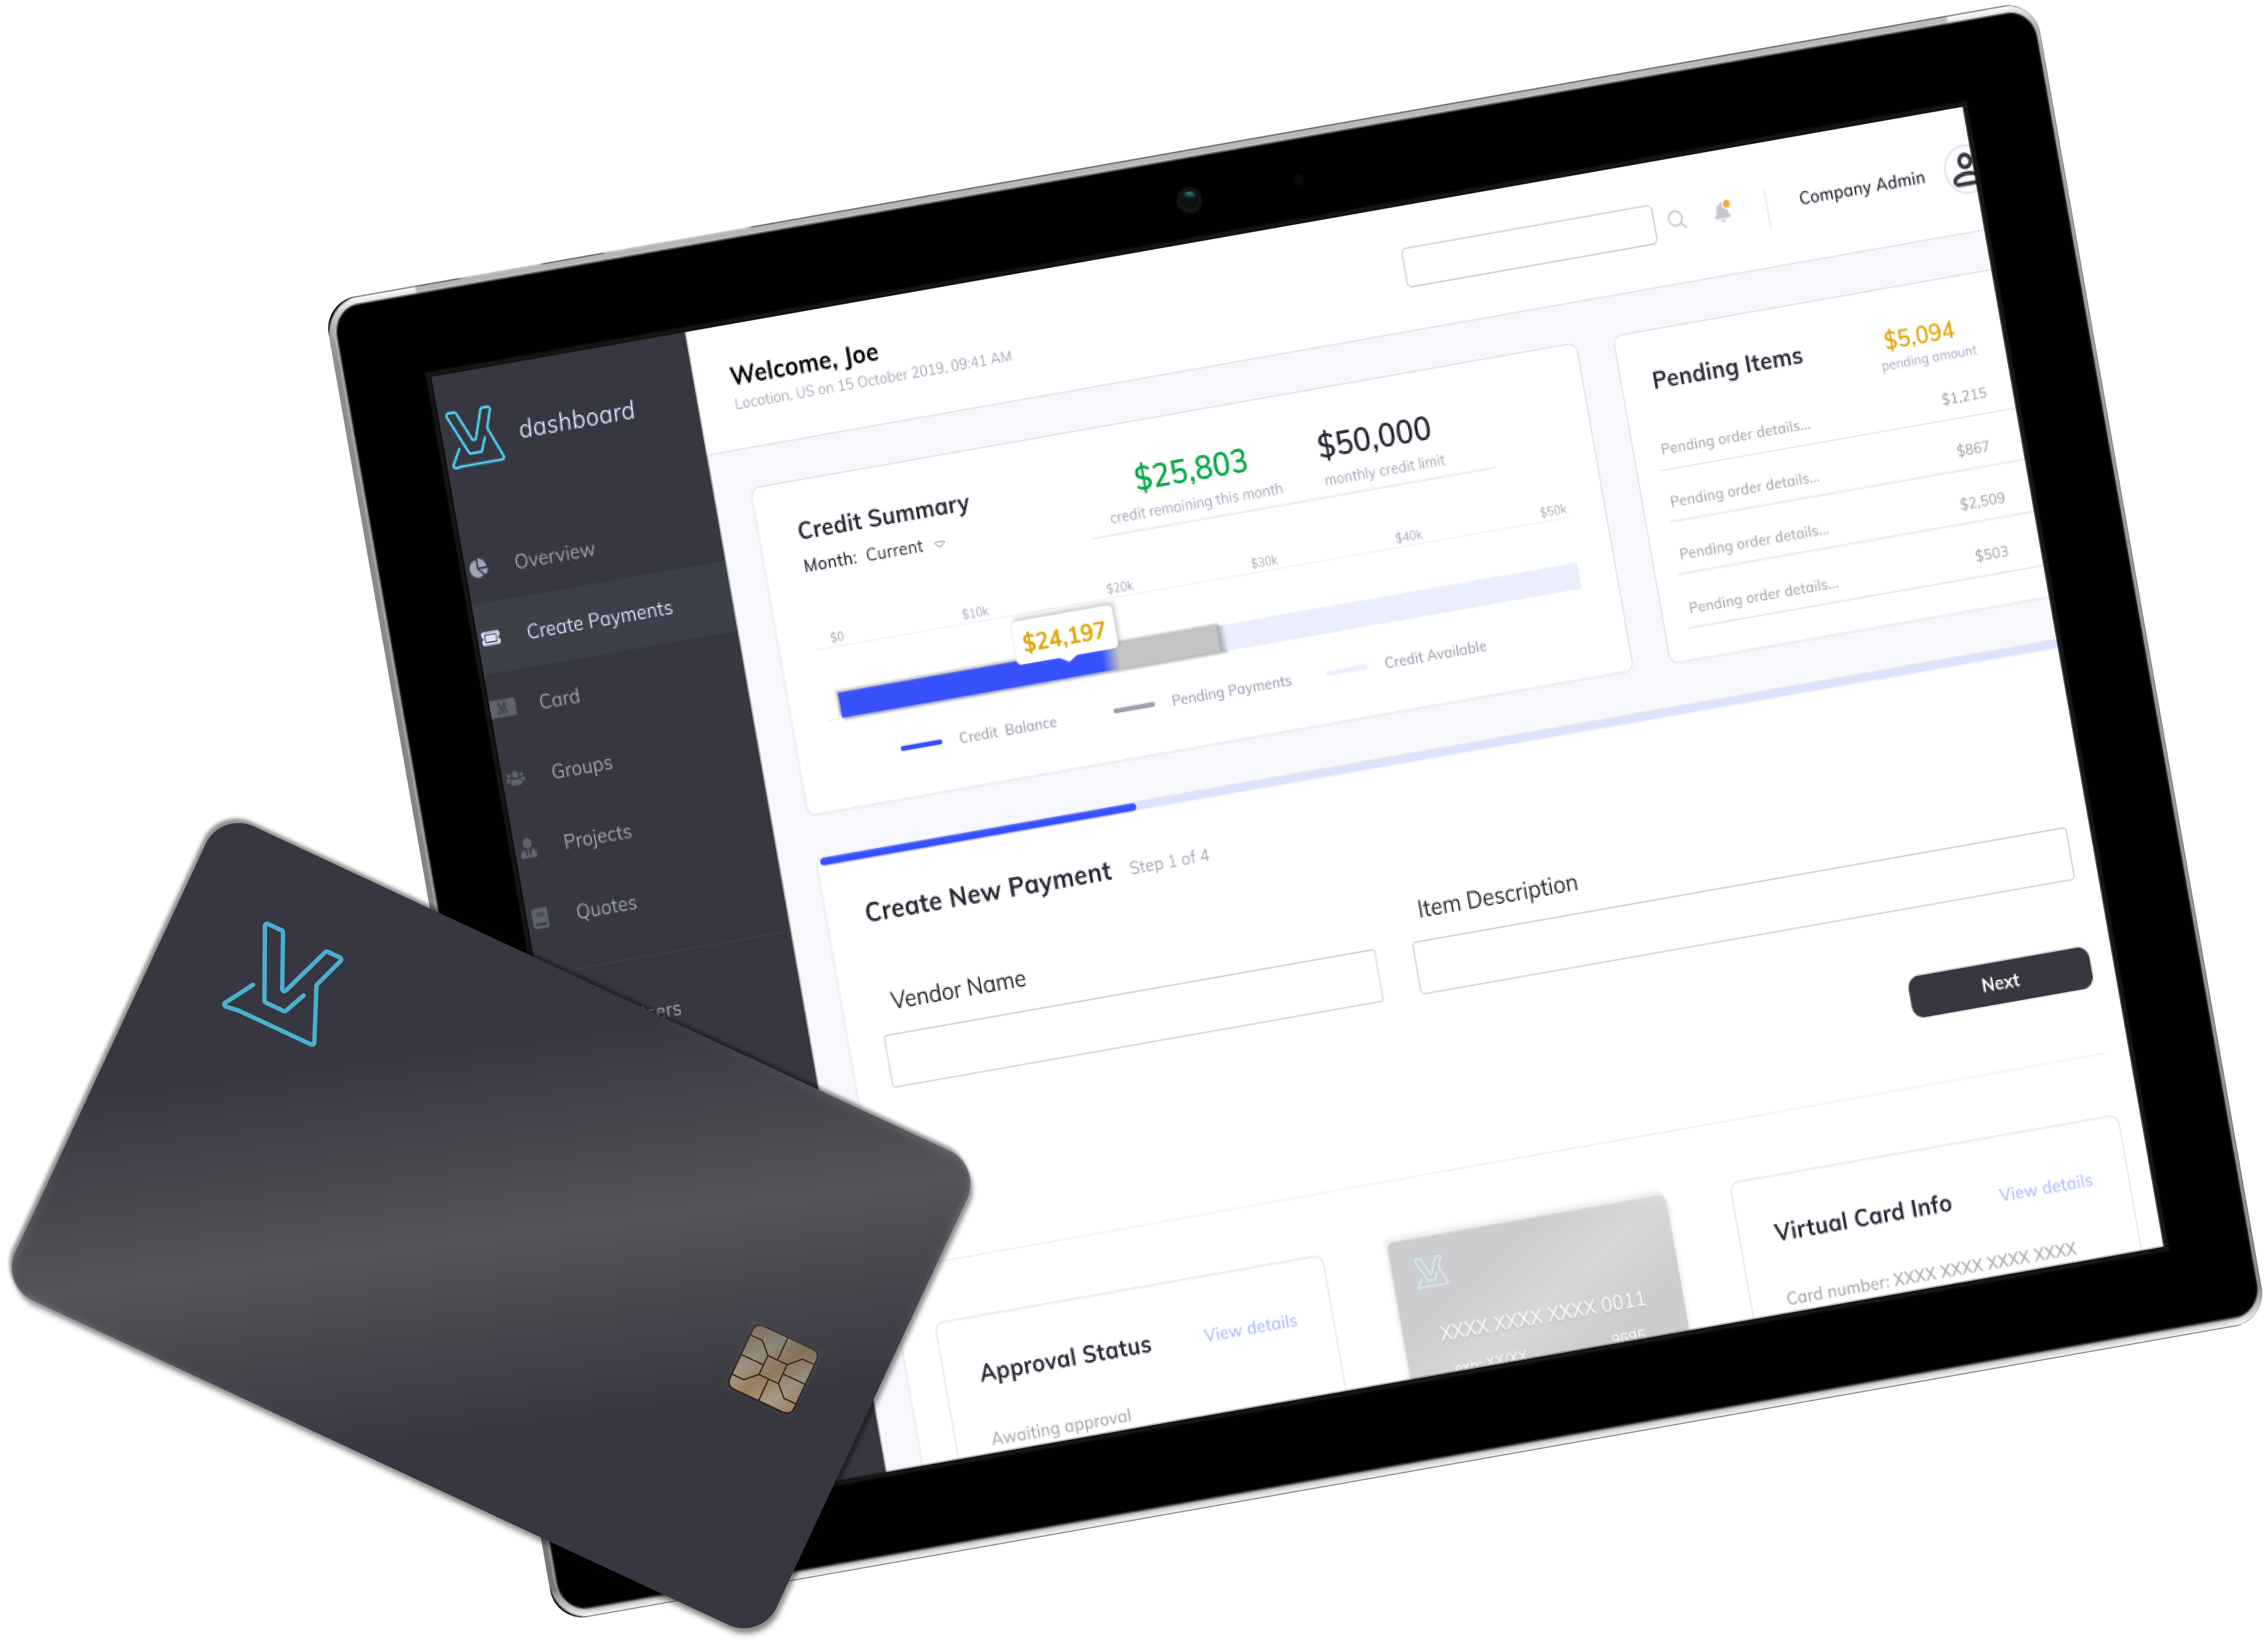 dashboard
Overview
Create Payments
Card
Groups
Projects
Quotes
Company Admin
Welcome, Joe
Location, US on 15 October 2019, 09:41 AM
Credit Summary
Month: Current
$25,803
credit remaining this month
$50,000
monthly credit limit
$0
$10k
$20k
$30k
$40k
$50k
$24,197
Credit Balance
Pending Payments
Credit Available
Pending Items
$5,094
pending amount
Pending order details... $1,215
Pending order details... $867
Pending order details... $2,509
Pending order details... $503
Create New Payment Step 1 of 4
Vendor Name
Item Description
Next
Approval Status
View details
Awaiting approval
XXXX XXXX XXXX 0011
exp: XX/XX
9695
Virtual Card Info
View details
Card number: XXXX XXXX XXXX XXXX